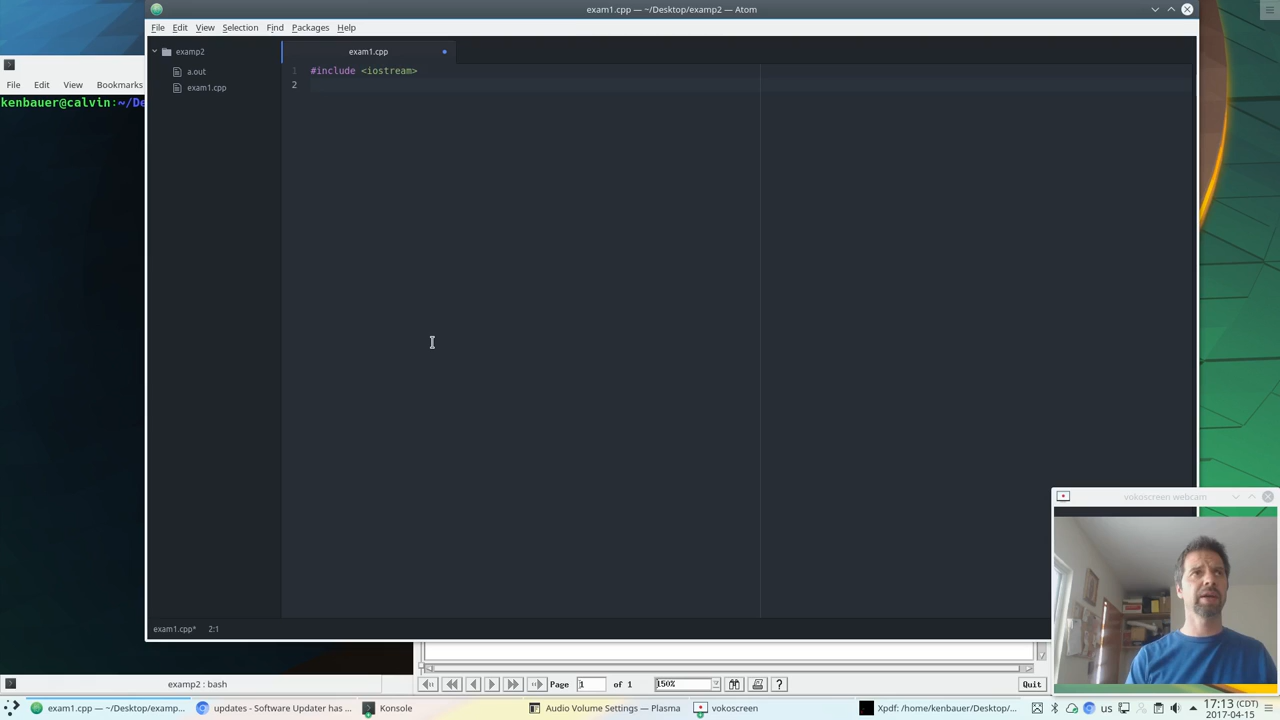 exam1.cpp — ~/Desktop/examp2 — Atom
File Edit View Selection Find Packages Help
examp2
a.out
exam1.cpp
exam1.cpp
1 #include <iostream>
2
File Edit View Bookmarks
kenbauer@calvin:~/De
exam1.cpp* 2:1
vokoscreen webcam
examp2 : bash
Page 1 of 1 150% ? Quit
exam1.cpp — ~/Desktop/examp...
updates - Software Updater has ...
Konsole
Audio Volume Settings — Plasma
vokoscreen
Xpdf: /home/kenbauer/Desktop/...
us
17:13 (CDT)
2017-04-15